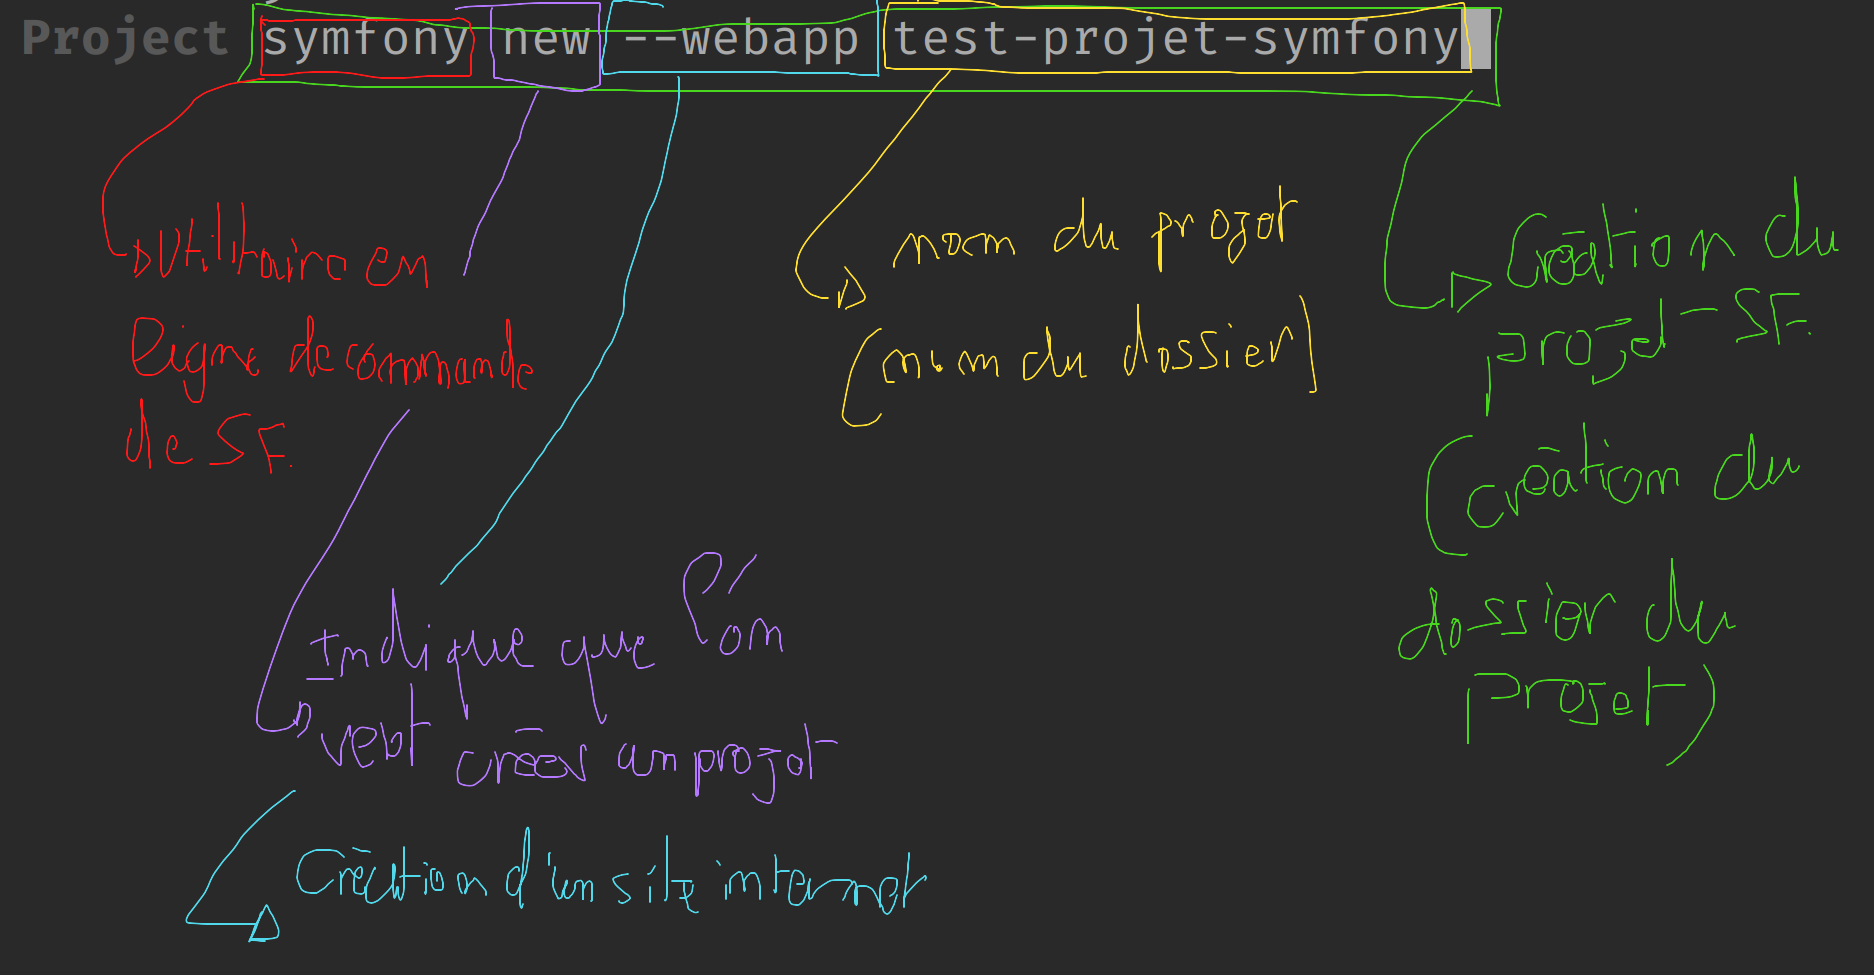 Project symfony new --webapp test-projet-symfony
Utilitaire en
ligne de commande
de SF.
nom du projet
(nom du dossier)
Création du
projet SF.
(création du
dossier du
projet)
Indique que l'on
veut créer un projet
Création d'un site internet